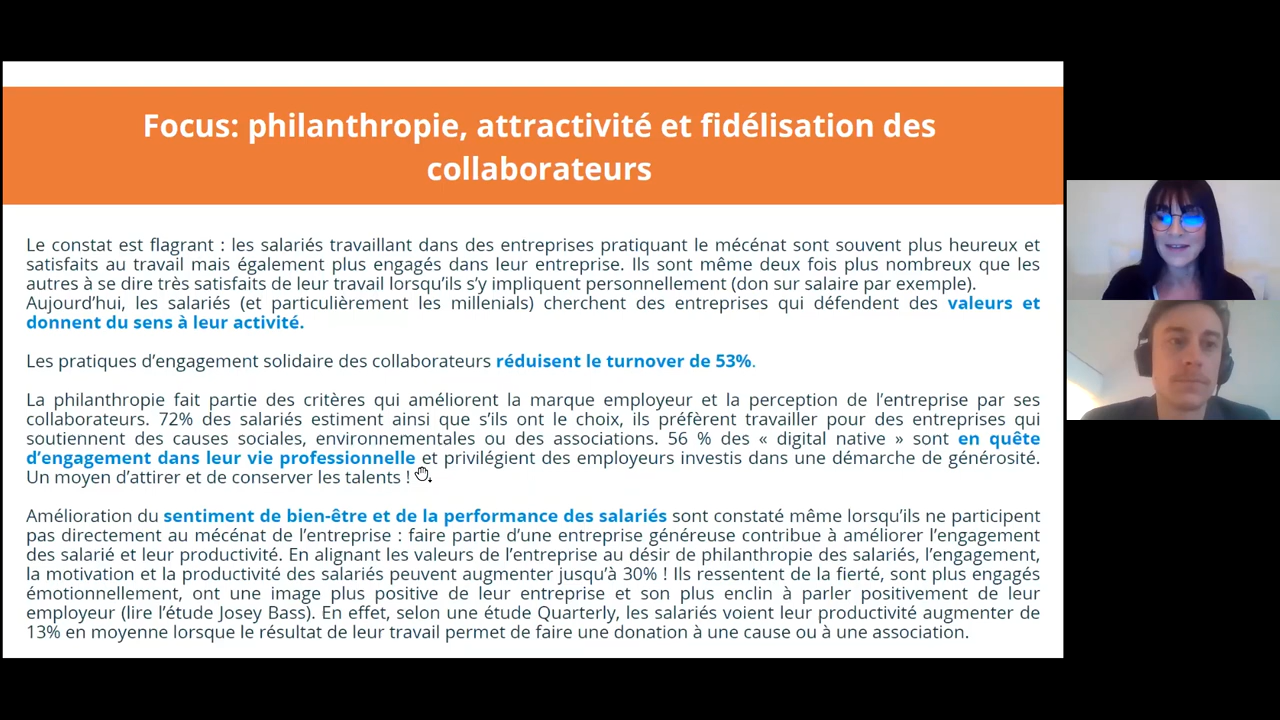 Focus: philanthropie, attractivité et fidélisation des
collaborateurs
Le constat est flagrant : les salariés travaillant dans des entreprises pratiquant le mécénat sont souvent plus heureux et
satisfaits au travail mais également plus engagés dans leur entreprise. Ils sont même deux fois plus nombreux que les
autres à se dire très satisfaits de leur travail lorsqu’ils s’y impliquent personnellement (don sur salaire par exemple).
Aujourd’hui, les salariés (et particulièrement les millenials) cherchent des entreprises qui défendent des valeurs et
donnent du sens à leur activité.
Les pratiques d’engagement solidaire des collaborateurs réduisent le turnover de 53%.
La philanthropie fait partie des critères qui améliorent la marque employeur et la perception de l’entreprise par ses
collaborateurs. 72% des salariés estiment ainsi que s’ils ont le choix, ils préfèrent travailler pour des entreprises qui
soutiennent des causes sociales, environnementales ou des associations. 56 % des « digital native » sont en quête
d’engagement dans leur vie professionnelle et privilégient des employeurs investis dans une démarche de générosité.
Un moyen d’attirer et de conserver les talents !
Amélioration du sentiment de bien-être et de la performance des salariés sont constaté même lorsqu’ils ne participent
pas directement au mécénat de l’entreprise : faire partie d’une entreprise généreuse contribue à améliorer l’engagement
des salarié et leur productivité. En alignant les valeurs de l’entreprise au désir de philanthropie des salariés, l’engagement,
la motivation et la productivité des salariés peuvent augmenter jusqu’à 30% ! Ils ressentent de la fierté, sont plus engagés
émotionnellement, ont une image plus positive de leur entreprise et son plus enclin à parler positivement de leur
employeur (lire l’étude Josey Bass). En effet, selon une étude Quarterly, les salariés voient leur productivité augmenter de
13% en moyenne lorsque le résultat de leur travail permet de faire une donation à une cause ou à une association.